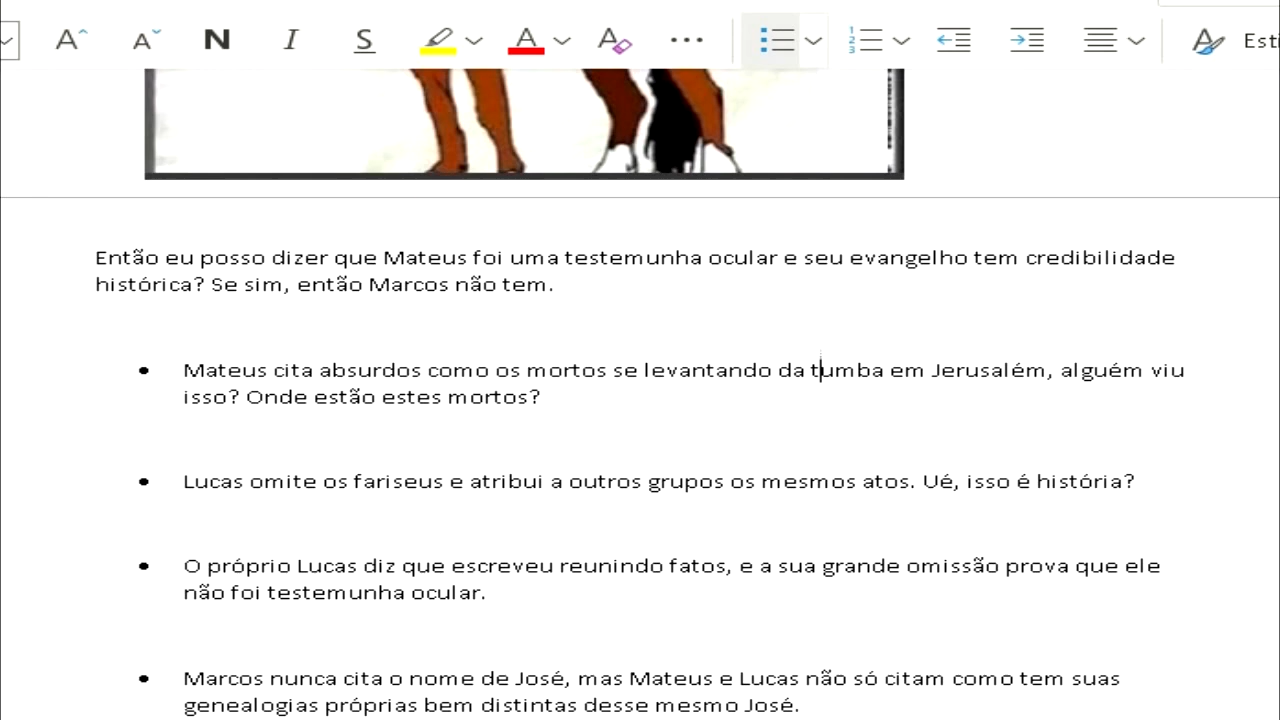 A^ A˅ N I S A A ... 1 2 3 A Esti
Então eu posso dizer que Mateus foi uma testemunha ocular e seu evangelho tem credibilidade
histórica? Se sim, então Marcos não tem.
• Mateus cita absurdos como os mortos se levantando da tumba em Jerusalém, alguém viu
isso? Onde estão estes mortos?
• Lucas omite os fariseus e atribui a outros grupos os mesmos atos. Ué, isso é história?
• O próprio Lucas diz que escreveu reunindo fatos, e a sua grande omissão prova que ele
não foi testemunha ocular.
• Marcos nunca cita o nome de José, mas Mateus e Lucas não só citam como tem suas
genealogias próprias bem distintas desse mesmo José.